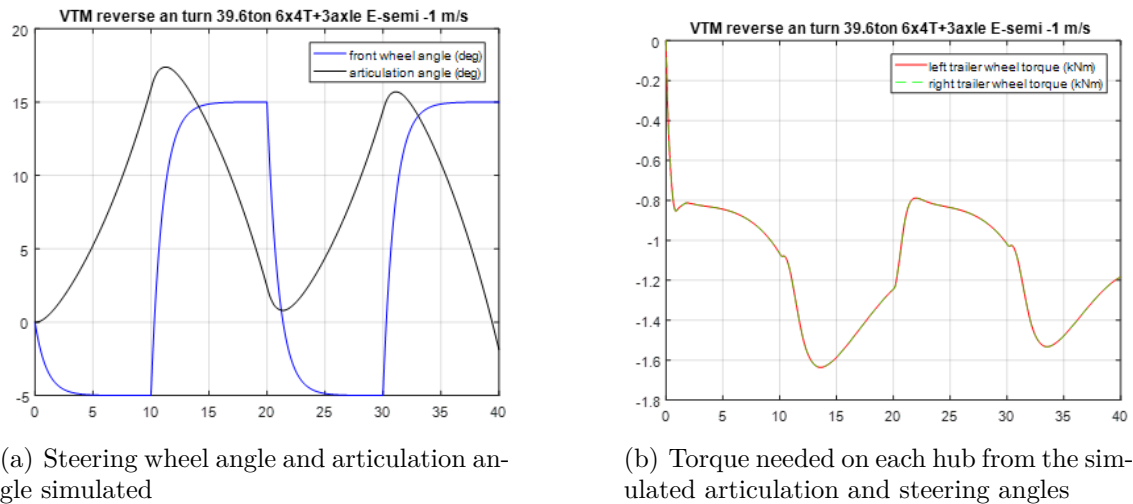 VTM reverse an turn 39.6ton 6x4T+3axle E-semi -1 m/s
front wheel angle (deg)
articulation angle (deg)
20
15
10
5
0
-5
0 5 10 15 20 25 30 35 40
(a) Steering wheel angle and articulation an-
gle simulated
VTM reverse an turn 39.6ton 6x4T+3axle E-semi -1 m/s
left trailer wheel torque (kNm)
right trailer wheel torque (kNm)
0
-0.2
-0.4
-0.6
-0.8
-1
-1.2
-1.4
-1.6
-1.8
0 5 10 15 20 25 30 35 40
(b) Torque needed on each hub from the sim-
ulated articulation and steering angles